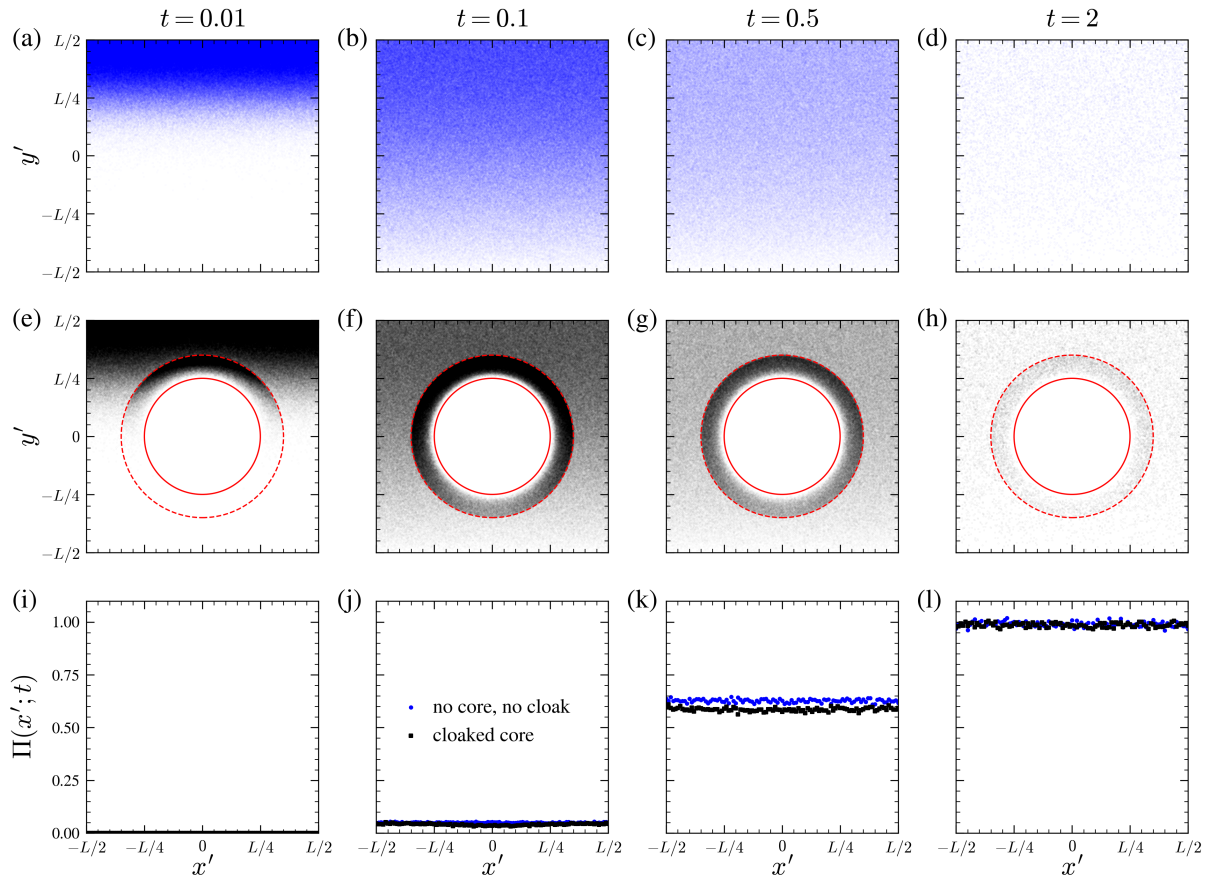 t = 0.01 t = 0.1 t = 0.5 t = 2
(a) (b) (c) (d)
L/2
L/4
0
−L/4
−L/2
y′
(e) (f) (g) (h)
L/2
L/4
0
−L/4
−L/2
y′
(i) (j) (k) (l)
1.00
0.75
0.50
0.25
0.00
Π(x′; t)
no core, no cloak
cloaked core
−L/2 −L/4 0 L/4 L/2 −L/2 −L/4 0 L/4 L/2 −L/2 −L/4 0 L/4 L/2 −L/2 −L/4 0 L/4 L/2
x′ x′ x′ x′